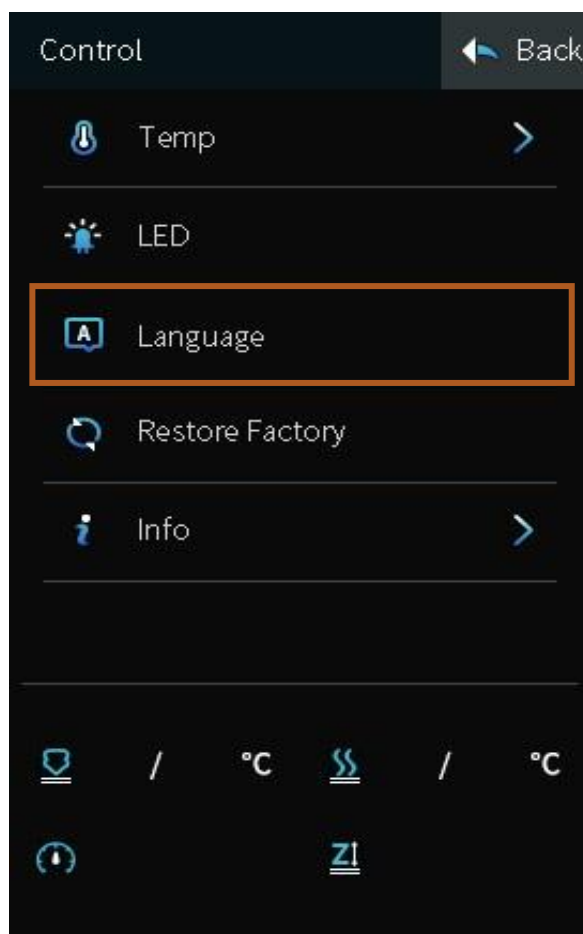 Control Back
Temp
LED
A Language
Restore Factory
i Info
/ °C / °C
Z